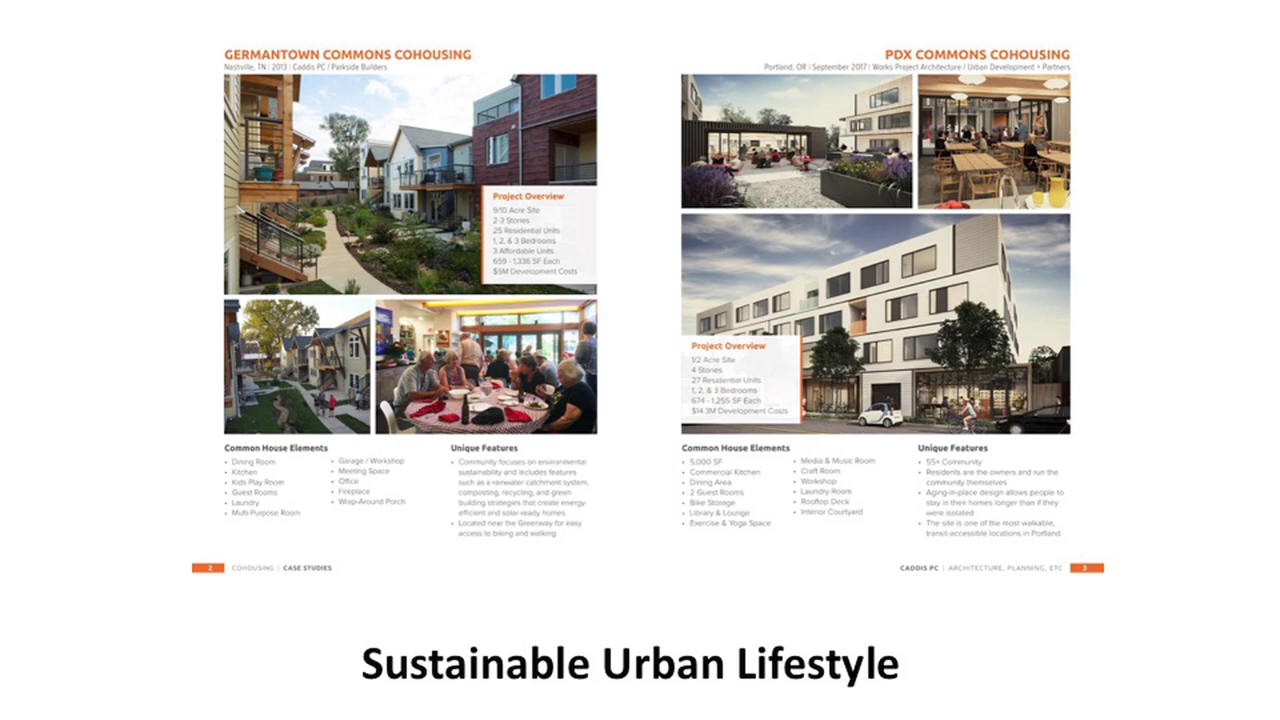 GERMANTOWN COMMONS COHOUSING
Nashville, TN | 2013 | Caddis PC / Parkside Builders
Project Overview
9/10 Acre Site
2-3 Stories
25 Residential Units
1, 2, & 3 Bedrooms
3 Affordable Units
659 - 1,336 SF Each
$5M Development Costs
Common House Elements
• Dining Room
• Kitchen
• Kids Play Room
• Guest Rooms
• Laundry
• Multi-Purpose Room
• Garage / Workshop
• Meeting Space
• Office
• Fireplace
• Wrap-Around Porch
Unique Features
• Community focuses on environmental
sustainability and includes features
such as a rainwater catchment system,
composting, recycling, and green
building strategies that create energy-
efficient and solar-ready homes
• Located near the Greenway for easy
access to biking and walking
2 COHOUSING | CASE STUDIES
PDX COMMONS COHOUSING
Portland, OR | September 2017 | Works Project Architecture / Urban Development + Partners
Project Overview
1/2 Acre Site
4 Stories
27 Residential Units
1, 2, & 3 Bedrooms
674 - 1,255 SF Each
$14.3M Development Costs
Common House Elements
• 5,000 SF
• Commercial Kitchen
• Dining Area
• 2 Guest Rooms
• Bike Storage
• Library & Lounge
• Exercise & Yoga Space
• Media & Music Room
• Craft Room
• Workshop
• Laundry Room
• Rooftop Deck
• Interior Courtyard
Unique Features
• 55+ Community
• Residents are the owners and run the
community themselves
• Aging-in-place design allows people to
stay in their homes longer than if they
were isolated
• The site is one of the most walkable,
transit-accessible locations in Portland
CADDIS PC | ARCHITECTURE, PLANNING, ETC 3
Sustainable Urban Lifestyle